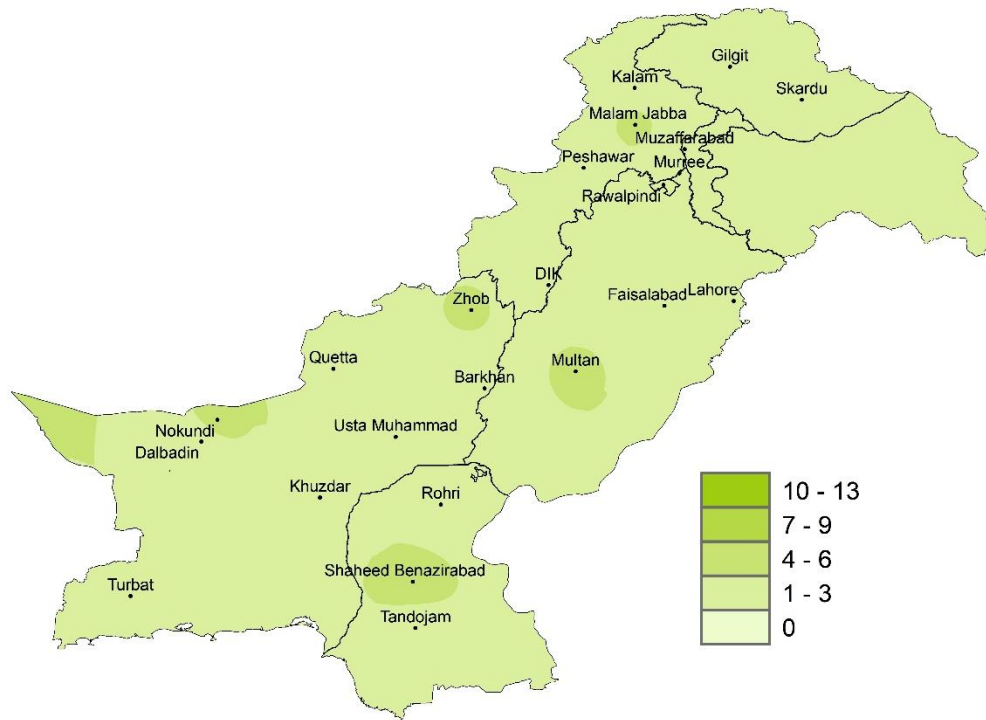 Gilgit
Kalam
Skardu
Malam Jabba
Muzaffarabad
Peshawar
Murree
Rawalpindi
DIK
Zhob
Faisalabad
Lahore
Quetta
Multan
Barkhan
Nokundi
Usta Muhammad
Dalbadin
Khuzdar
Rohri
Shaheed Benazirabad
Turbat
Tandojam
10 - 13
7 - 9
4 - 6
1 - 3
0